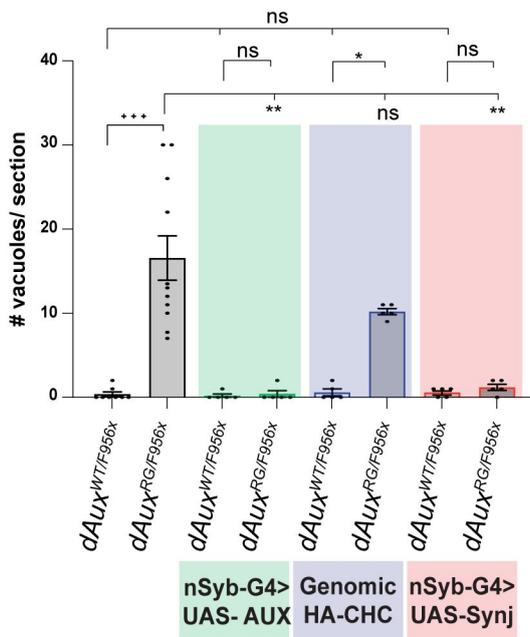 ns
ns
*
ns
40
**
ns
**
+++
30
20
10
0
# vacuoles/ section
dAux^WT/F956x
dAux^RG/F956x
dAux^WT/F956x
dAux^RG/F956x
dAux^WT/F956x
dAux^RG/F956x
dAux^WT/F956x
dAux^RG/F956x
nSyb-G4>
UAS- AUX
Genomic
HA-CHC
nSyb-G4>
UAS-Synj